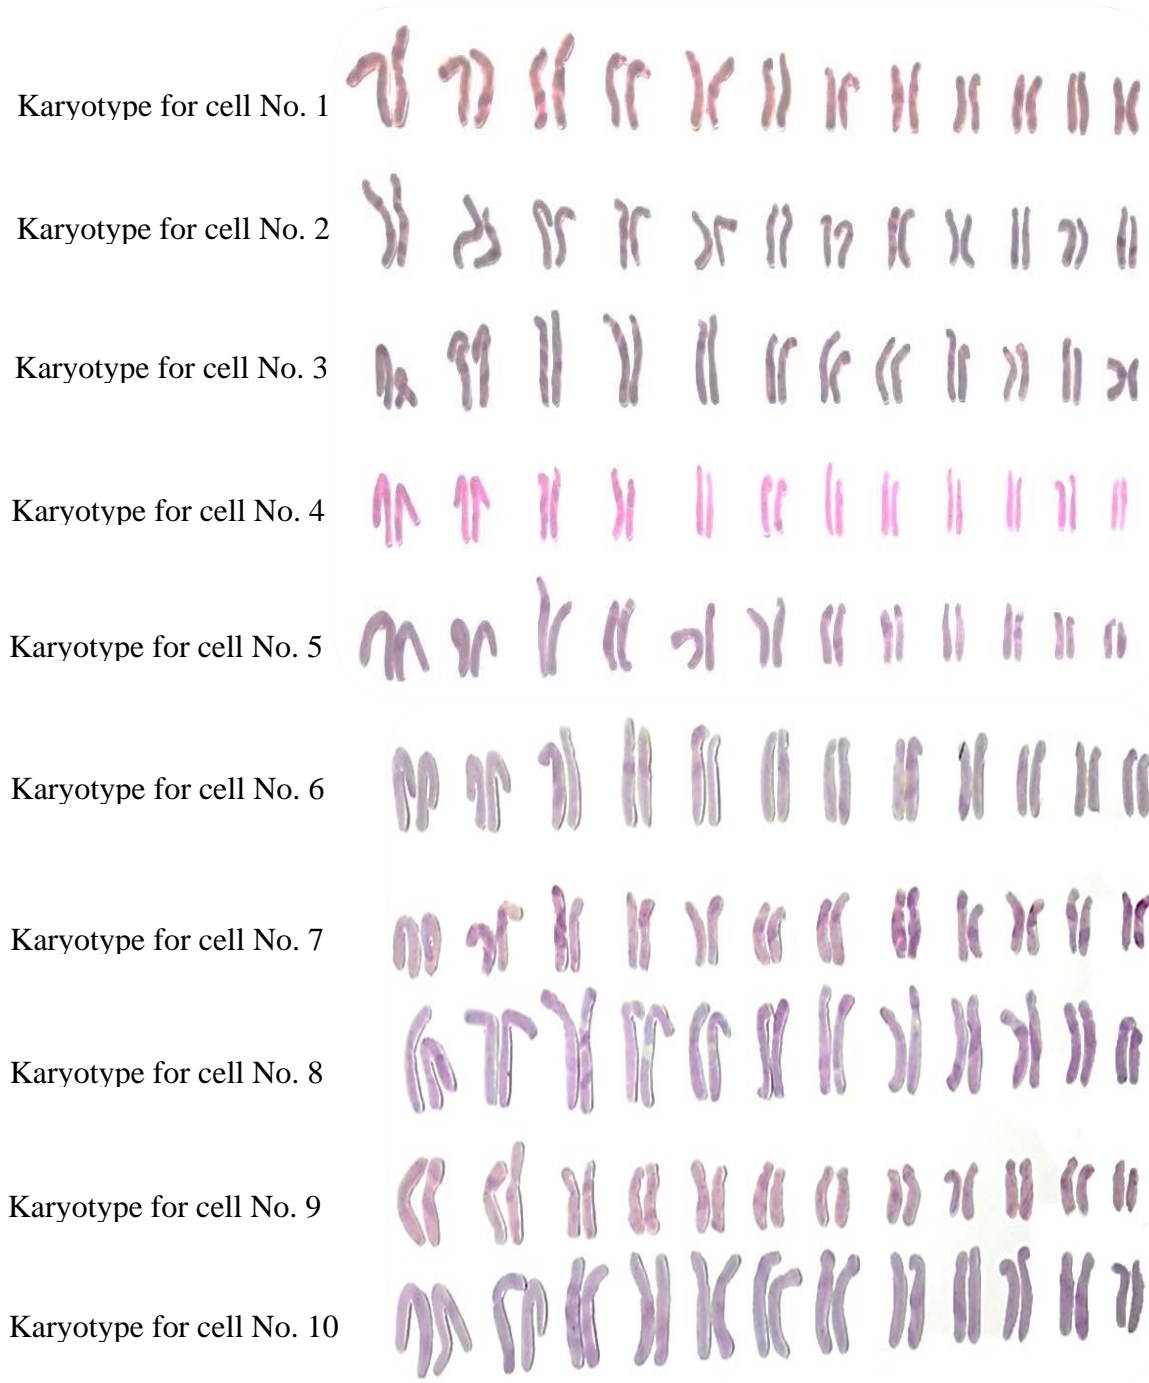 Karyotype for cell No. 1
Karyotype for cell No. 2
Karyotype for cell No. 3
Karyotype for cell No. 4
Karyotype for cell No. 5
Karyotype for cell No. 6
Karyotype for cell No. 7
Karyotype for cell No. 8
Karyotype for cell No. 9
Karyotype for cell No. 10